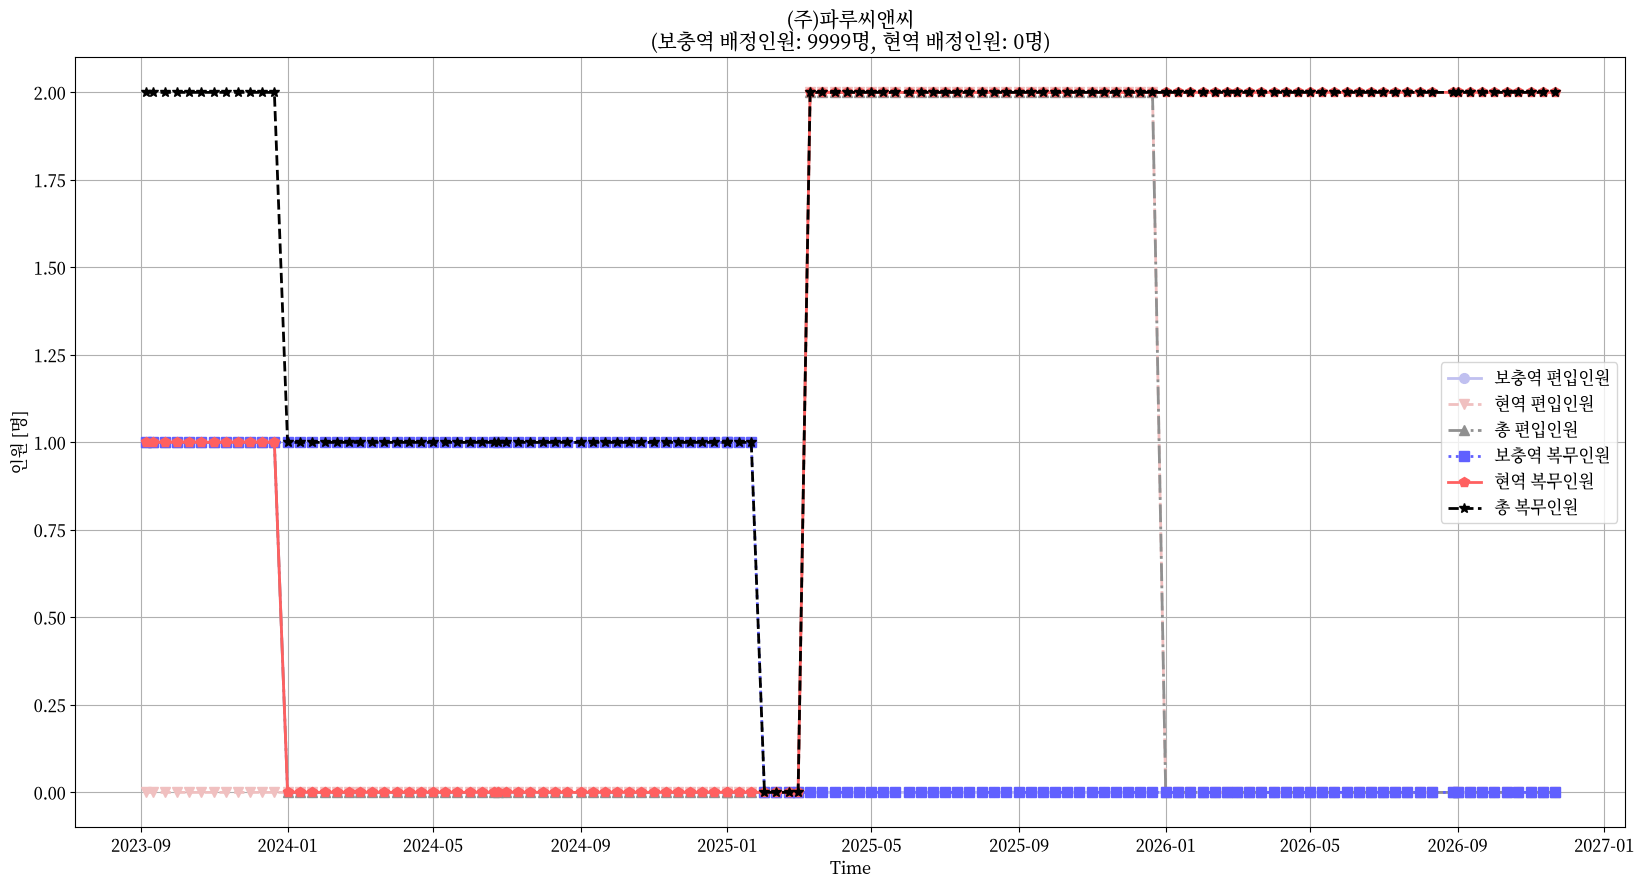 (주)파루씨앤씨
(보충역 배정인원: 9999명, 현역 배정인원: 0명)
인원 [명]
2.00
1.75
1.50
1.25
1.00
0.75
0.50
0.25
0.00
보충역 편입인원
현역 편입인원
총 편입인원
보충역 복무인원
현역 복무인원
총 복무인원
2023-09 2024-01 2024-05 2024-09 2025-01 2025-05 2025-09 2026-01 2026-05 2026-09 2027-01
Time